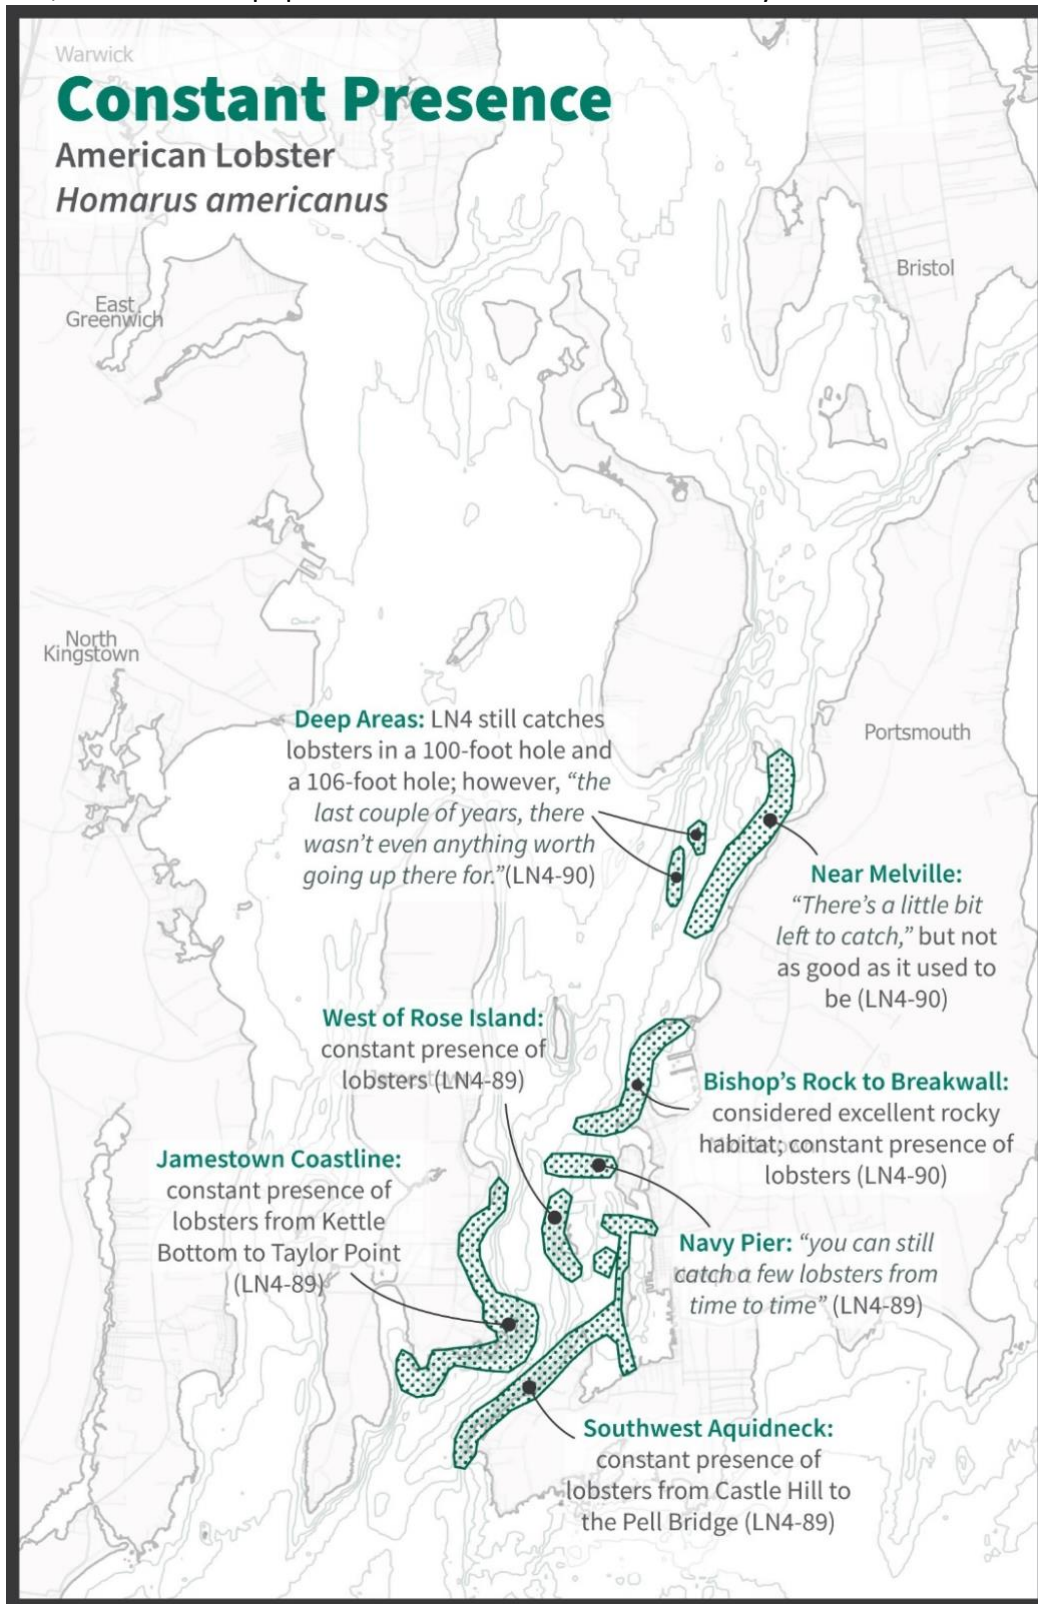 Warwick
Constant Presence
American Lobster
Homarus americanus
Bristol
East
Greenwich
North
Kingstown
Portsmouth
Deep Areas: LN4 still catches
lobsters in a 100-foot hole and
a 106-foot hole; however, “the
last couple of years, there
wasn’t even anything worth
going up there for.”(LN4-90)
Near Melville:
“There’s a little bit
left to catch,” but not
as good as it used to
be (LN4-90)
West of Rose Island:
constant presence of
lobsters (LN4-89)
Bishop’s Rock to Breakwall:
considered excellent rocky
habitat; constant presence of
lobsters (LN4-90)
Jamestown Coastline:
constant presence of
lobsters from Kettle
Bottom to Taylor Point
(LN4-89)
Navy Pier: “you can still
catch a few lobsters from
time to time” (LN4-89)
Southwest Aquidneck:
constant presence of
lobsters from Castle Hill to
the Pell Bridge (LN4-89)